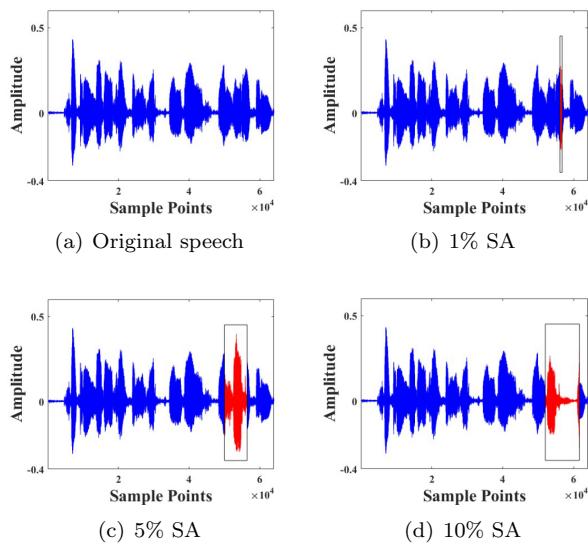 0.5
Amplitude
0
-0.4
2 4 6
×10⁴
Sample Points
(a) Original speech
0.5
Amplitude
0
-0.4
2 4 6
×10⁴
Sample Points
(b) 1% SA
0.5
Amplitude
0
-0.4
2 4 6
×10⁴
Sample Points
(c) 5% SA
0.5
Amplitude
0
-0.4
2 4 6
×10⁴
Sample Points
(d) 10% SA